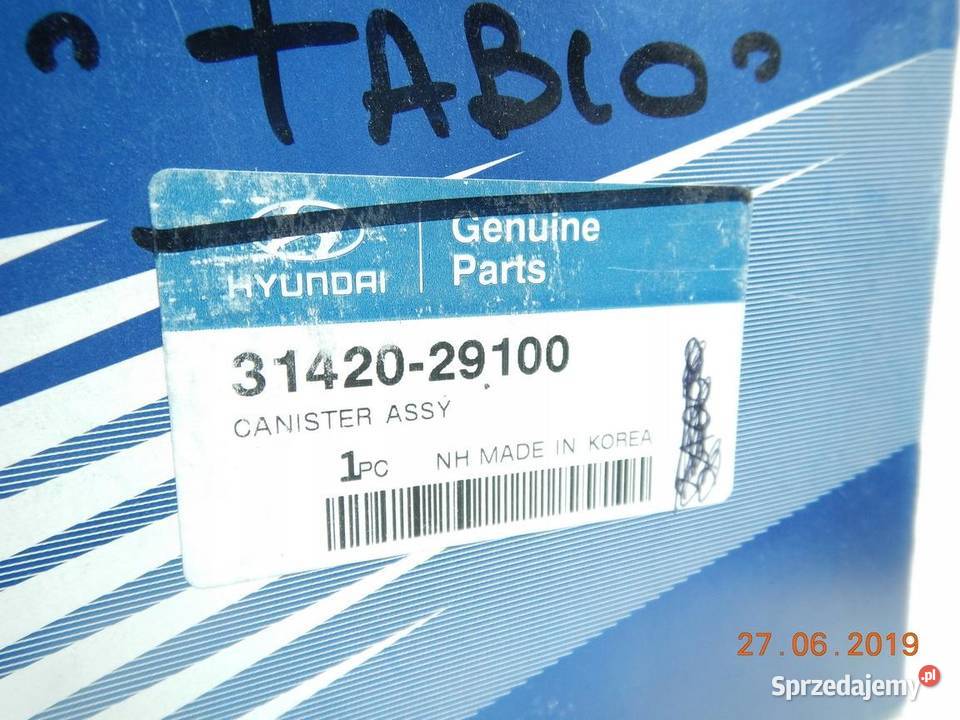 "TABLO"
HYUNDAI
Genuine
Parts
31420-29100
CANISTER ASSY
1PC NH MADE IN KOREA
27.06.2019
Sprzedajemy.pl